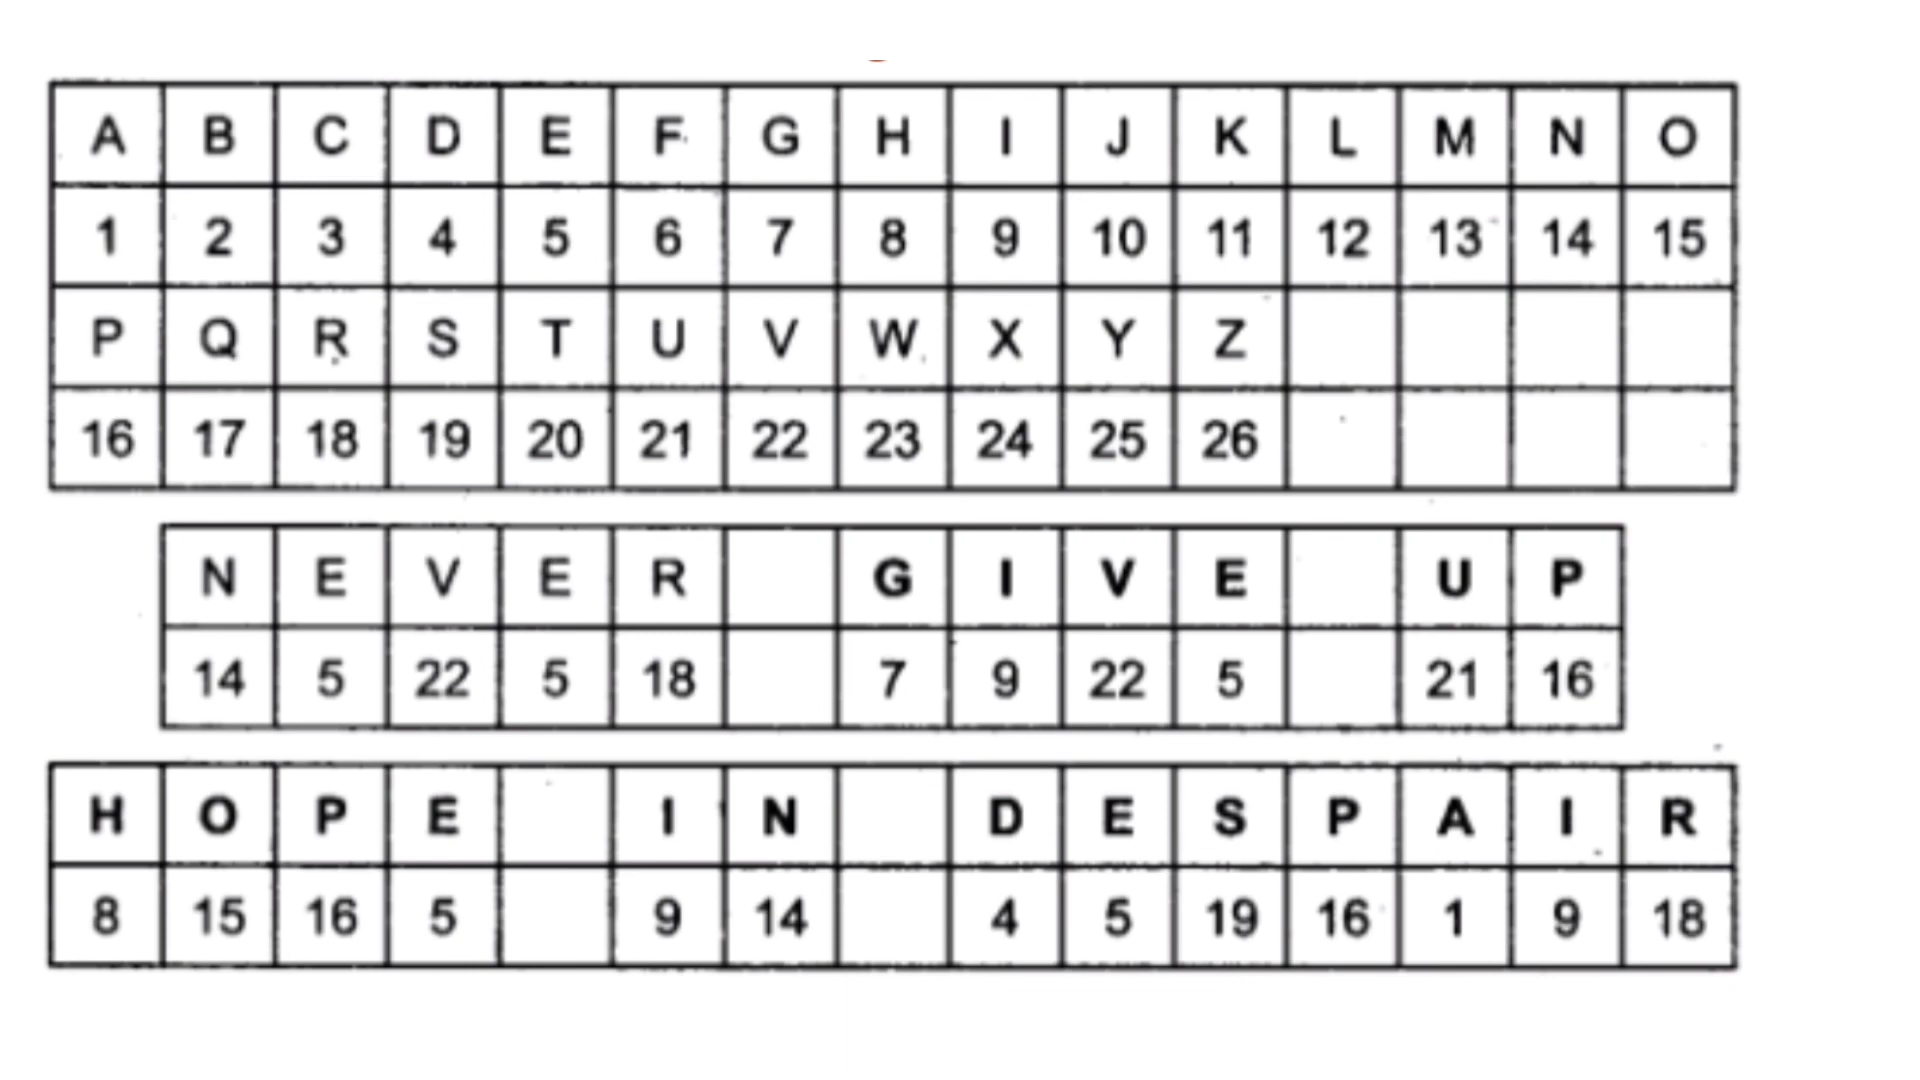 A B C D E F G H I J K L M N O
1 2 3 4 5 6 7 8 9 10 11 12 13 14 15
P Q R S T U V W X Y Z
16 17 18 19 20 21 22 23 24 25 26
N E V E R G I V E U P
14 5 22 5 18 7 9 22 5 21 16
H O P E I N D E S P A I R
8 15 16 5 9 14 4 5 19 16 1 9 18